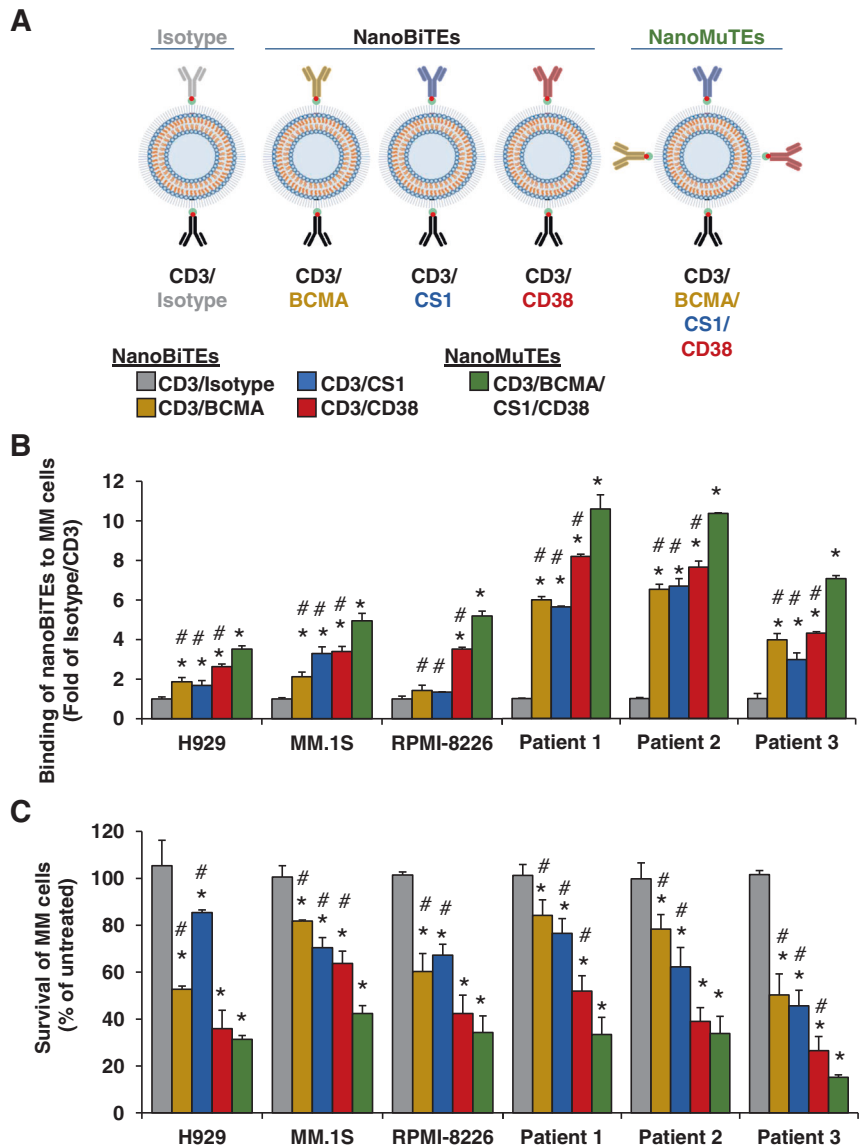 A
Isotype NanoBiTEs NanoMuTEs
CD3/ CD3/ CD3/ CD3/ CD3/
Isotype BCMA CS1 CD38 BCMA/
CS1/
CD38
NanoBiTEs NanoMuTEs
CD3/Isotype CD3/CS1 CD3/BCMA/
CD3/BCMA CD3/CD38 CS1/CD38
B
Binding of nanoBiTEs to MM cells
(Fold of Isotype/CD3)
12
10
8
6
4
2
0
# # # *
* * *
# # # *
* *
# # # *
*
# # # *
* * *
# # # *
* * *
# # # *
* * *
H929 MM.1S RPMI-8226 Patient 1 Patient 2 Patient 3
C
Survival of MM cells
(% of untreated)
120
100
80
60
40
20
0
# # * *
* *
# # # *
* * *
# # * *
* *
# # # *
* * *
# # * *
* *
# # # *
* * *
H929 MM.1S RPMI-8226 Patient 1 Patient 2 Patient 3